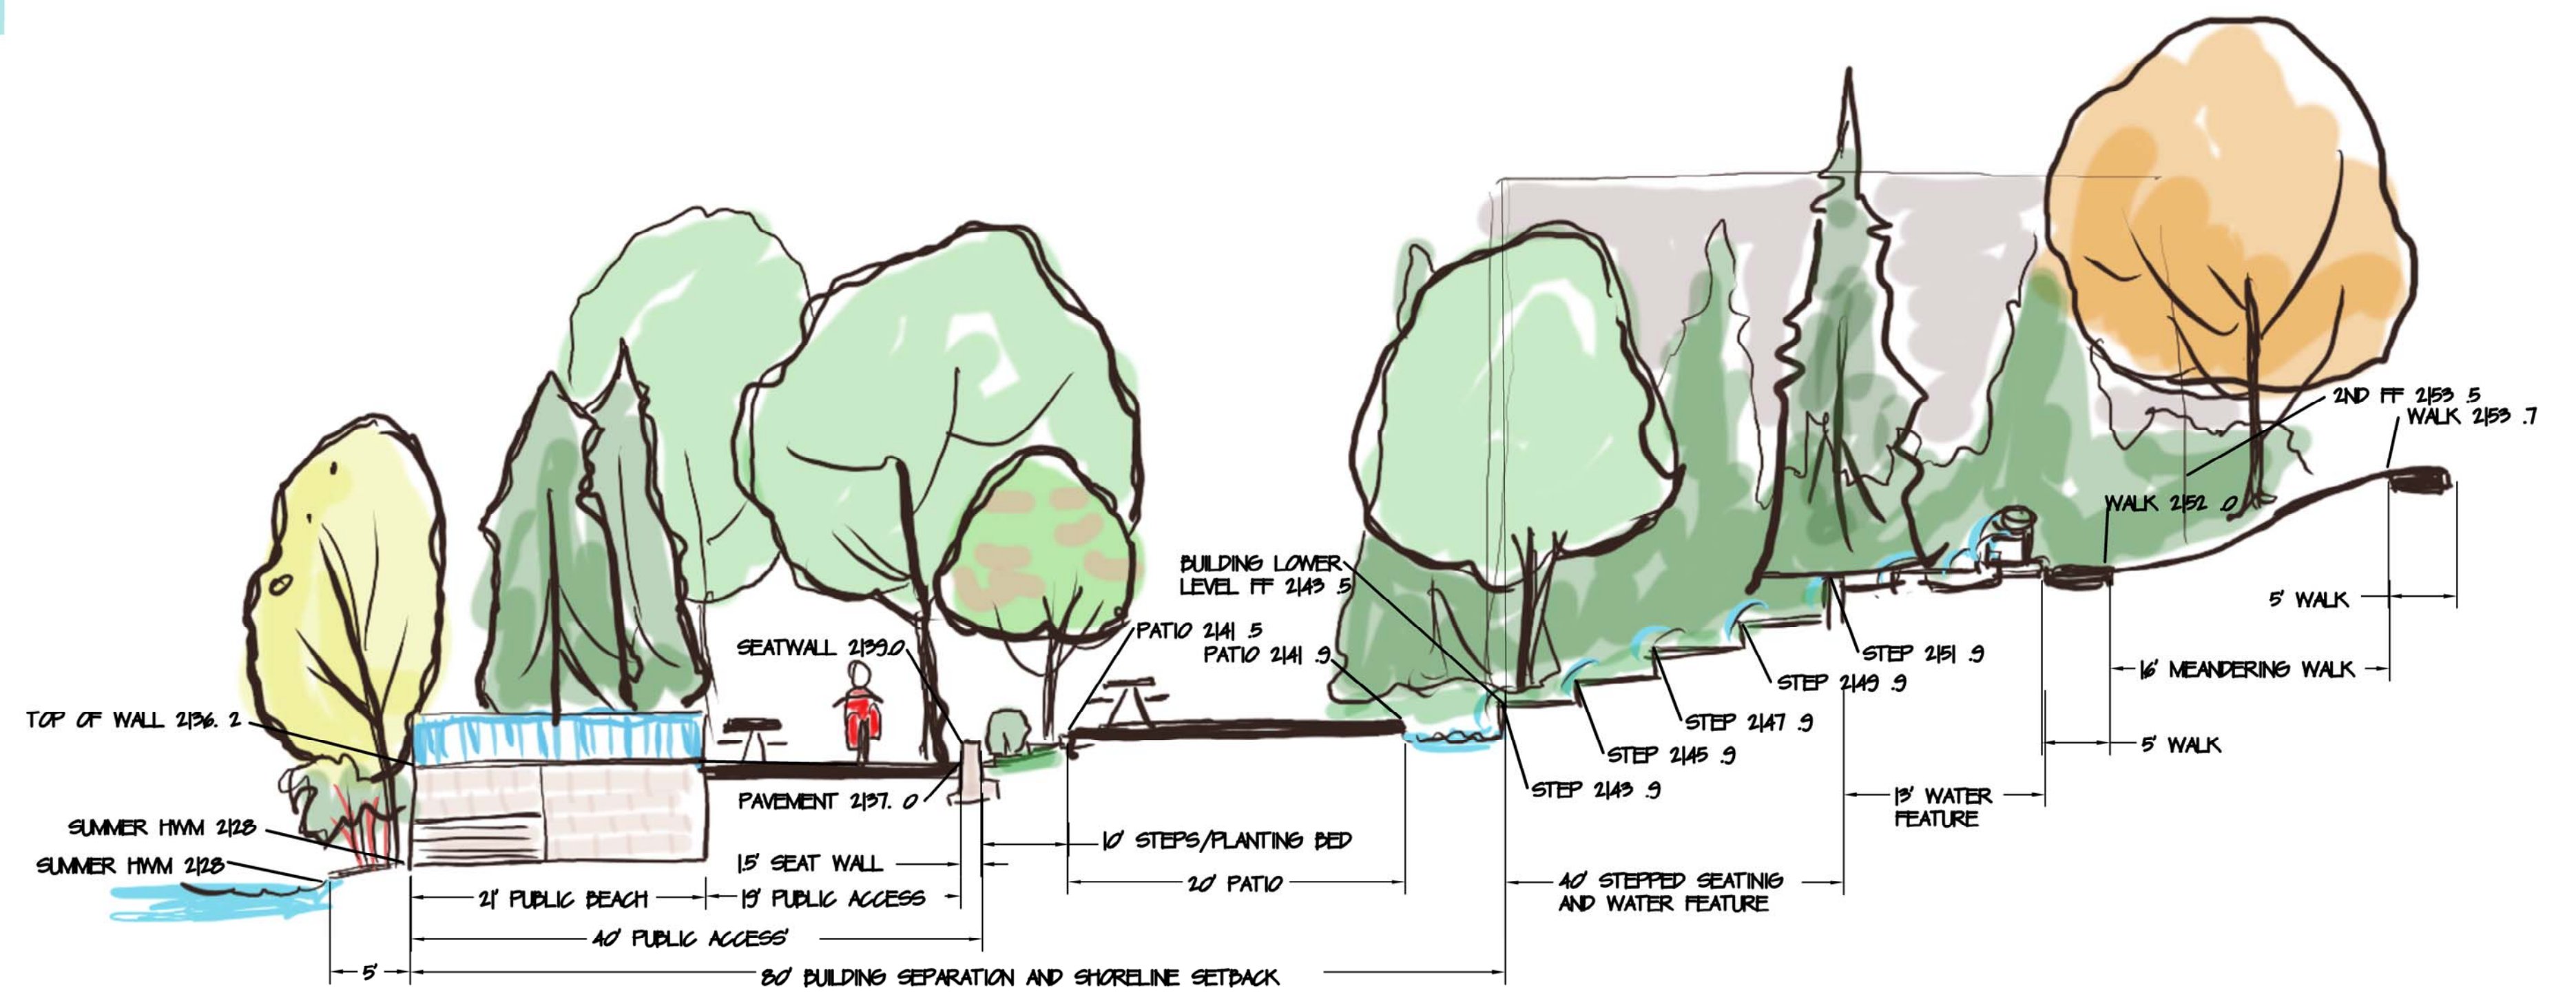 2ND FF 2153 .5
WALK 2153 .7
WALK 2152 .0
BUILDING LOWER
LEVEL FF 2143 .5
5' WALK
PATIO 2141 .5
SEATWALL 2139.0
PATIO 2141 .9
STEP 2151 .9
16' MEANDERING WALK
STEP 2149 .9
TOP OF WALL 2136. 2
STEP 2147 .9
5' WALK
STEP 2145 .9
STEP 2143 .9
PAVEMENT 2137. 0
13' WATER
FEATURE
SUMMER HWM 2128
10' STEPS/PLANTING BED
1.5' SEAT WALL
SUMMER HWM 2128
20' PATIO
40' STEPPED SEATINIG
AND WATER FEATURE
21' PUBLIC BEACH
19' PUBLIC ACCESS
40' PUBLIC ACCESS'
5'
80' BUILDING SEPARATION AND SHORELINE SETBACK